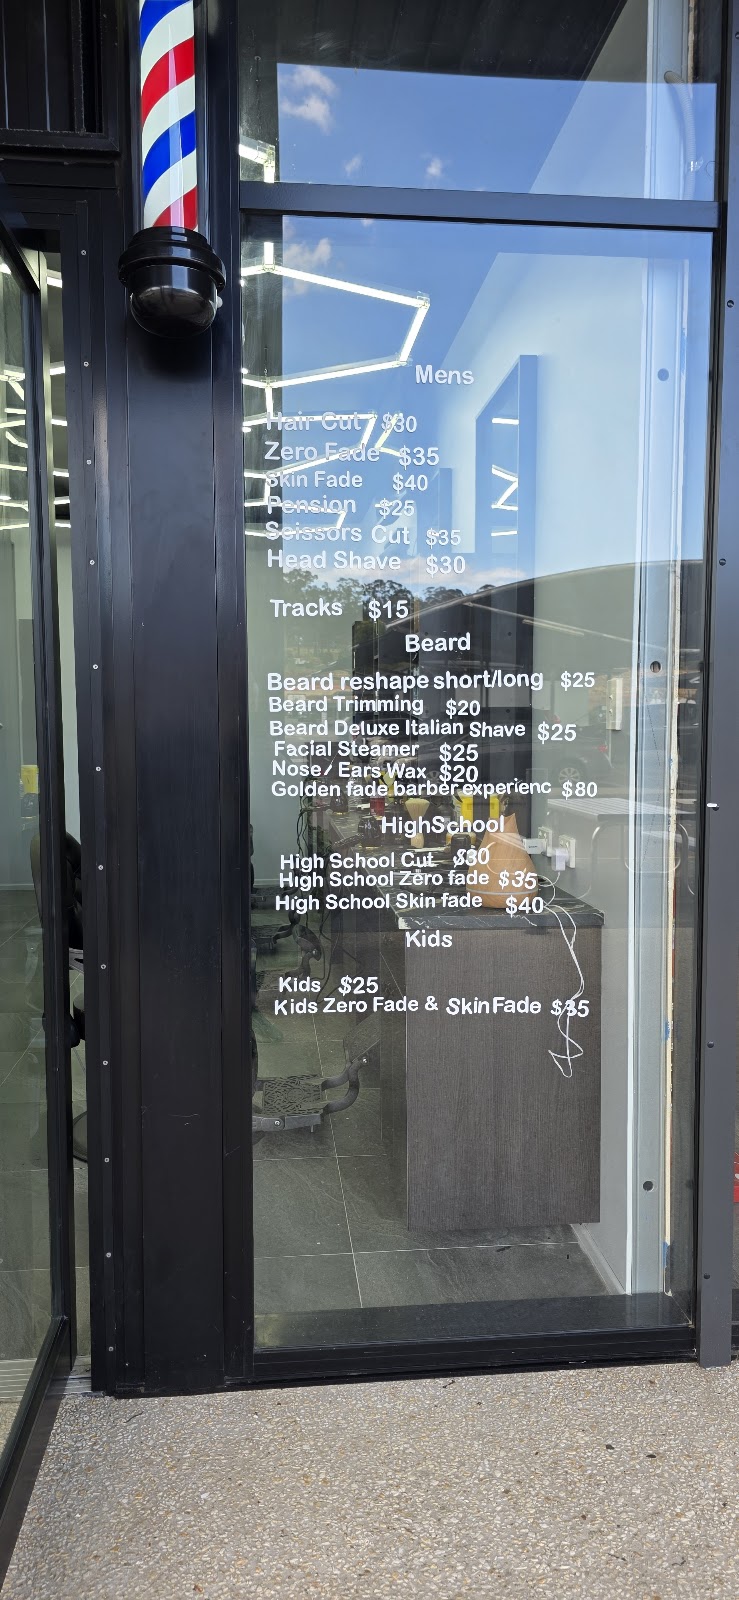 Mens
Hair Cut $30
Zero Fade $35
Skin Fade $40
Pension $25
Scissors Cut $35
Head Shave $30
Tracks $15
Beard
Beard reshape short/long $25
Beard Trimming $20
Beard Deluxe Italian Shave $25
Facial Steamer $25
Nose/Ears Wax $20
Golden fade barber experienc $80
HighSchool
High School Cut $30
High School Zero fade $35
High School Skin fade $40
Kids
Kids $25
Kids Zero Fade & Skin Fade $35